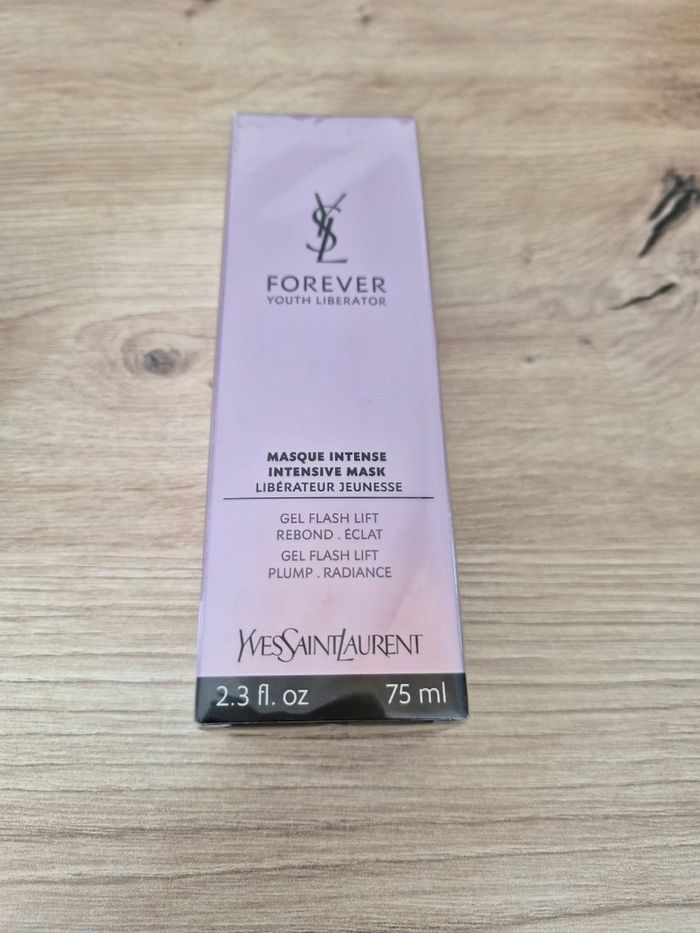 YSL
FOREVER
YOUTH LIBERATOR
MASQUE INTENSE
INTENSIVE MASK
LIBÉRATEUR JEUNESSE
GEL FLASH LIFT
REBOND . ÉCLAT
GEL FLASH LIFT
PLUMP . RADIANCE
YVESSAINTLAURENT
2.3 fl. oz 75 ml